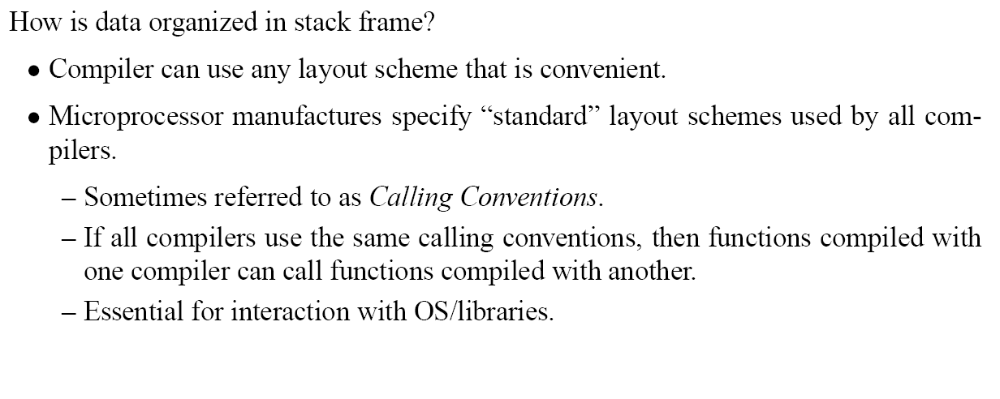 How is data organized in stack frame?
• Compiler can use any layout scheme that is convenient.
• Microprocessor manufactures specify “standard” layout schemes used by all com-
pilers.
– Sometimes referred to as Calling Conventions.
– If all compilers use the same calling conventions, then functions compiled with
one compiler can call functions compiled with another.
– Essential for interaction with OS/libraries.